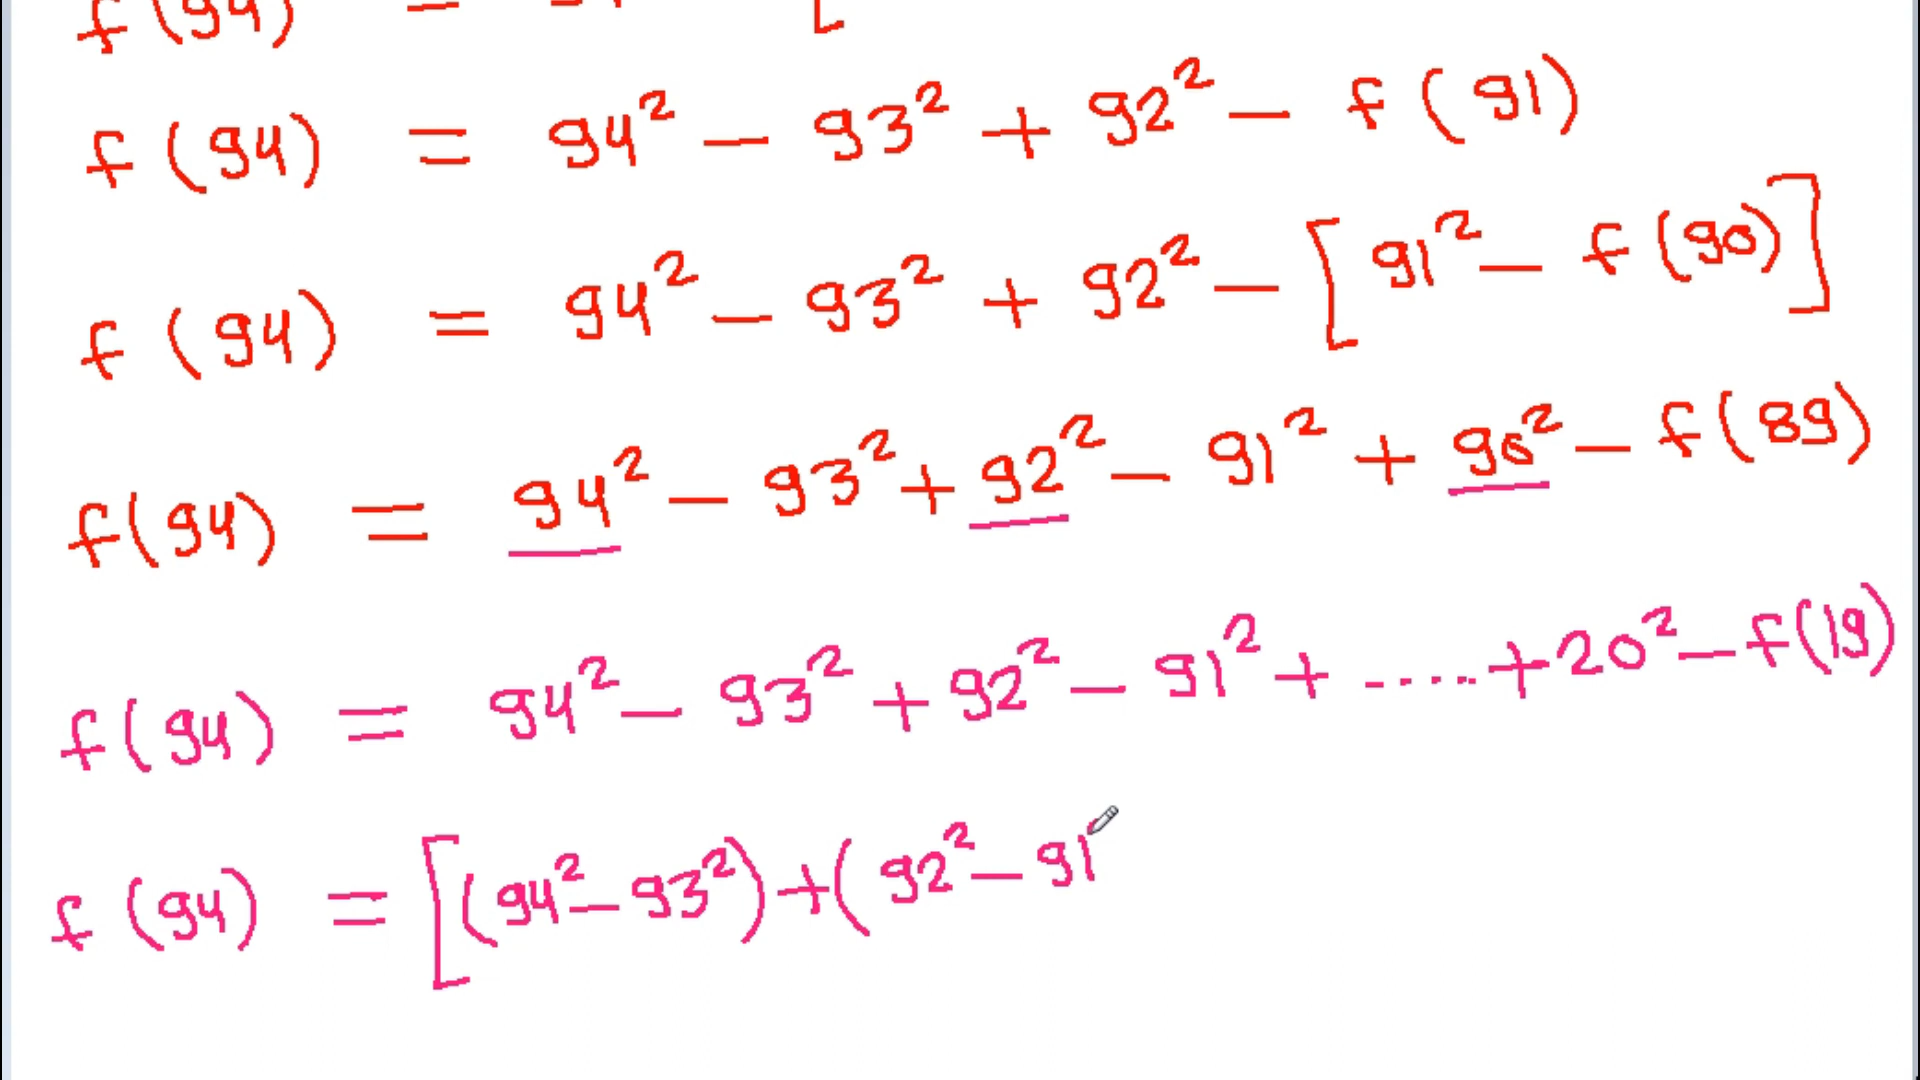 f(94) = [
f(94) = 94² - 93² + 92² - f(91)
f(94) = 94² - 93² + 92² - [91² - f(90)]
f(94) = 94² - 93² + 92² - 91² + 90² - f(89)
f(94) = 94² - 93² + 92² - 91² + ..... + 20² - f(19)
f(94) = [(94² - 93²) + (92² - 91